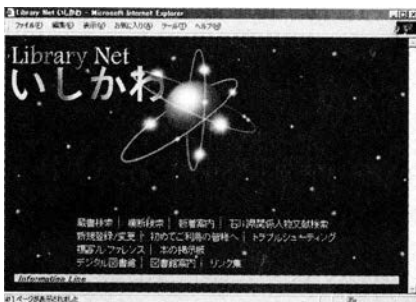 Library Net いしかわ - Microsoft Internet Explorer
ファイル(F) 編集(E) 表示(V) お気に入り(A) ツール(T) ヘルプ(H)
Library Net
いしかわ
蔵書検索 | 横断検索 | 新着案内 | 石川県関係人物文献検索
新規登録/変更 | 初めてご利用の皆様へ | トラブルシューティング
電子レファレンス | 本の掲示板
デジタル図書館 | 図書館案内 | リンク集
Information Line
ページが表示されました